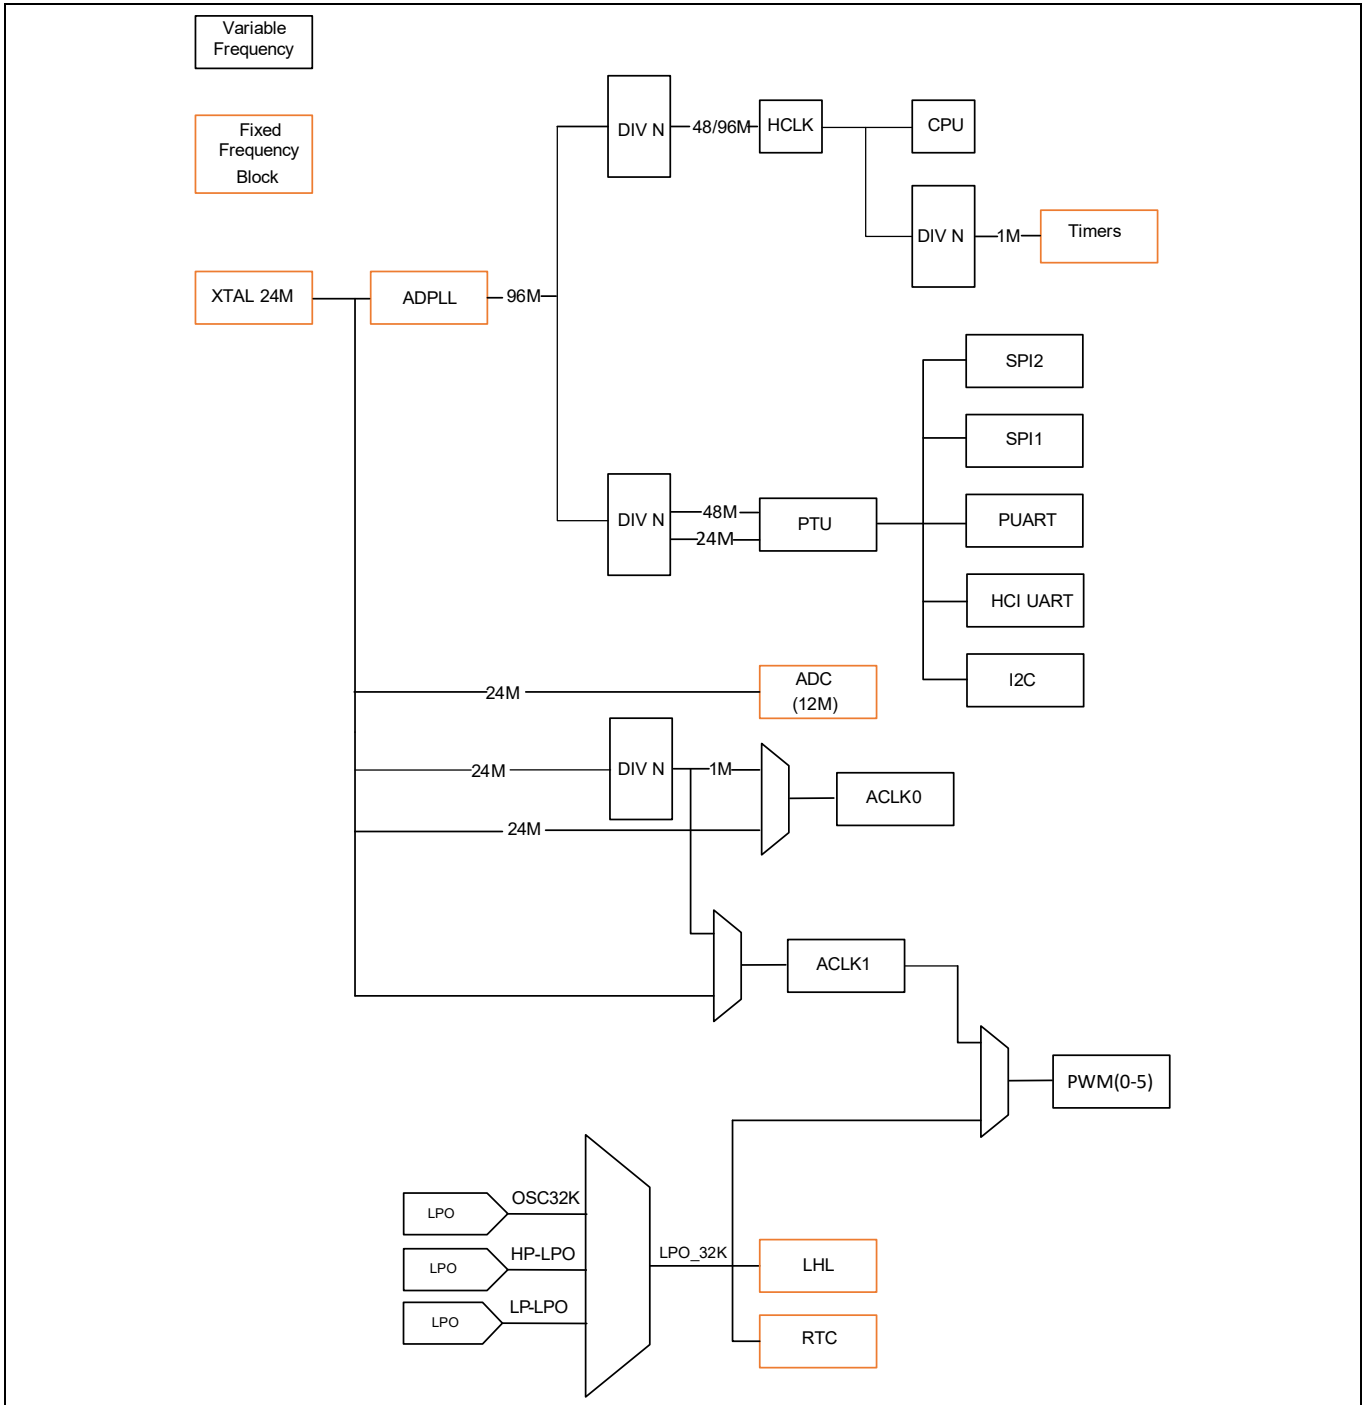 Variable
Frequency
Fixed
Frequency
Block
DIV N
48/96M
HCLK
CPU
DIV N
1M
Timers
XTAL 24M
ADPLL
96M
SPI2
SPI1
DIV N
48M
24M
PTU
PUART
HCI UART
I2C
24M
ADC
(12M)
24M
DIV N
1M
ACLK0
24M
ACLK1
PWM(0-5)
LPO
OSC32K
LPO
HP-LPO
LPO
LP-LPO
LPO_32K
LHL
RTC